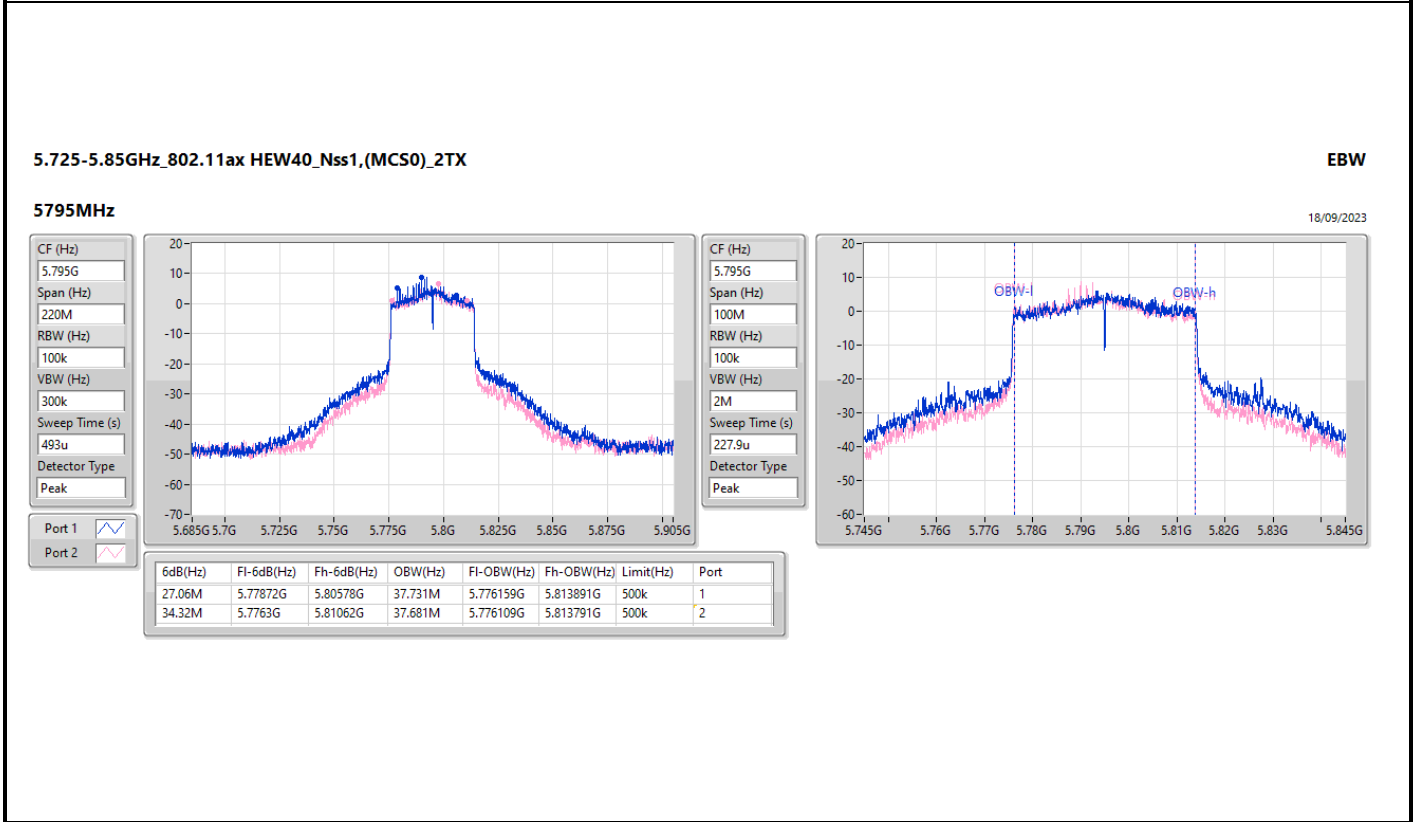 5.725-5.85GHz_802.11ax HEW40_Nss1,(MCS0)_2TX
EBW
5795MHz
18/09/2023
CF (Hz)
5.795G
Span (Hz)
220M
RBW (Hz)
100k
VBW (Hz)
300k
Sweep Time (s)
493u
Detector Type
Peak
Port 1
Port 2
20
10
0
-10
-20
-30
-40
-50
-60
-70
5.685G 5.7G 5.725G 5.75G 5.775G 5.8G 5.825G 5.85G 5.875G 5.905G
CF (Hz)
5.795G
Span (Hz)
100M
RBW (Hz)
100k
VBW (Hz)
2M
Sweep Time (s)
227.9u
Detector Type
Peak
20
10
0
-10
-20
-30
-40
-50
-60
OBW-l OBW-h
5.745G 5.76G 5.77G 5.78G 5.79G 5.8G 5.81G 5.82G 5.83G 5.845G
6dB(Hz) Fl-6dB(Hz) Fh-6dB(Hz) OBW(Hz) Fl-OBW(Hz) Fh-OBW(Hz) Limit(Hz) Port
27.06M 5.77872G 5.80578G 37.731M 5.776159G 5.813891G 500k 1
34.32M 5.7763G 5.81062G 37.681M 5.776109G 5.813791G 500k 2